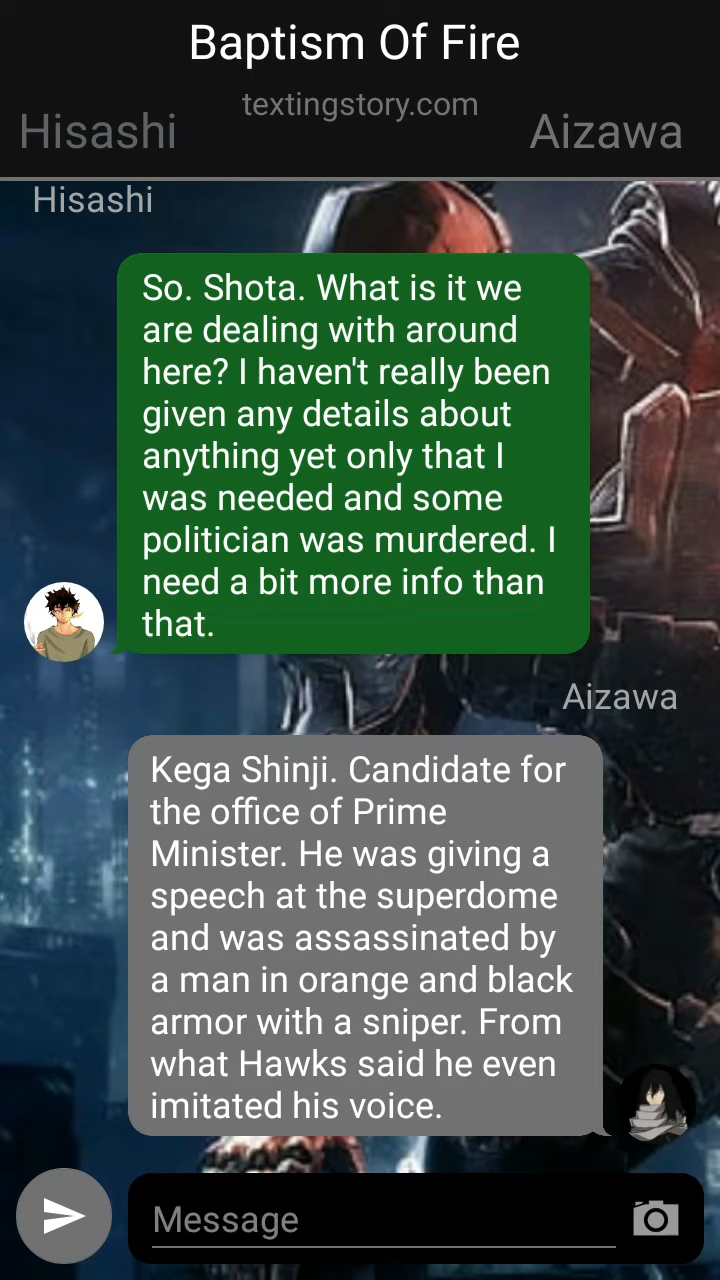 Baptism Of Fire
textingstory.com
Hisashi
Aizawa
Hisashi
So. Shota. What is it we
are dealing with around
here? I haven't really been
given any details about
anything yet only that I
was needed and some
politician was murdered. I
need a bit more info than
that.
Aizawa
Kega Shinji. Candidate for
the office of Prime
Minister. He was giving a
speech at the superdome
and was assassinated by
a man in orange and black
armor with a sniper. From
what Hawks said he even
imitated his voice.
Message